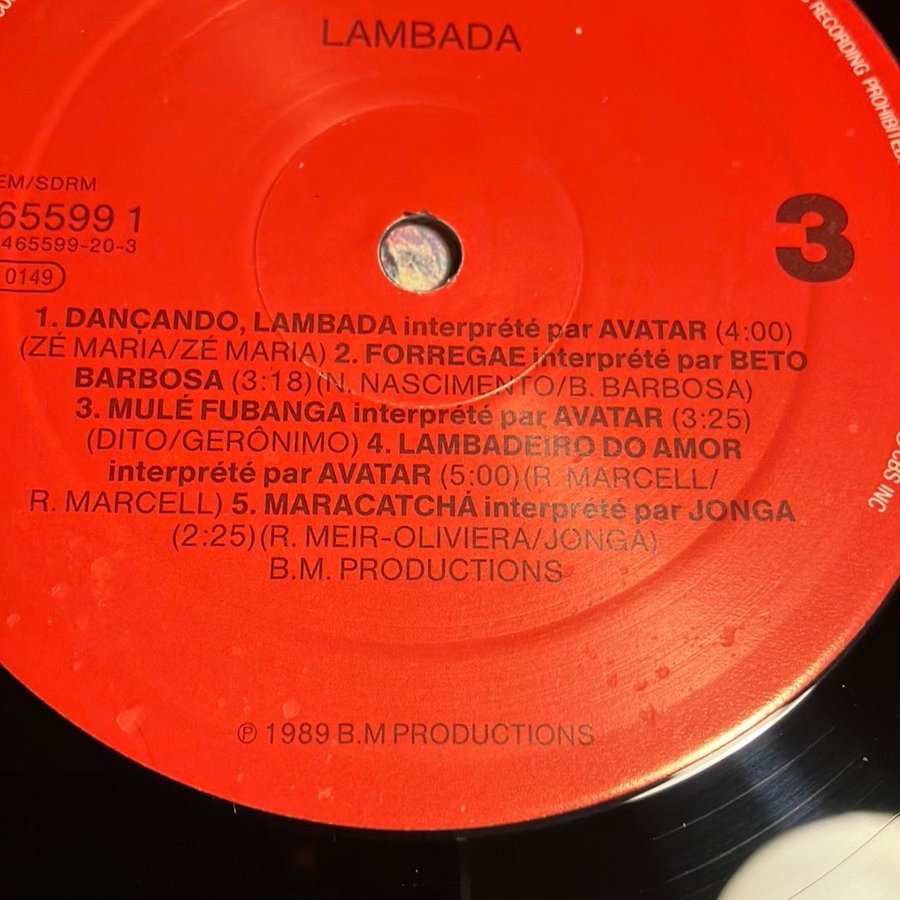 LAMBADA
RECORDING PROHIBITED
EM/SDRM
65599 1
465599-20-3
0149
3
1. DANÇANDO, LAMBADA interprété par AVATAR (4:00)
(ZÉ MARIA/ZÉ MARIA) 2. FORREGAE interprété par BETO
BARBOSA (3:18)(N. NASCIMENTO/B. BARBOSA)
3. MULÉ FUBANGA interprété par AVATAR (3:25)
(DITO/GERÔNIMO) 4. LAMBADEIRO DO AMOR
interprété par AVATAR (5:00)(R. MARCELL/
R. MARCELL) 5. MARACATCHÁ interprété par JONGA
(2:25)(R. MEIR-OLIVIERA/JONGA)
B.M. PRODUCTIONS
CBS INC
℗ 1989 B.M PRODUCTIONS